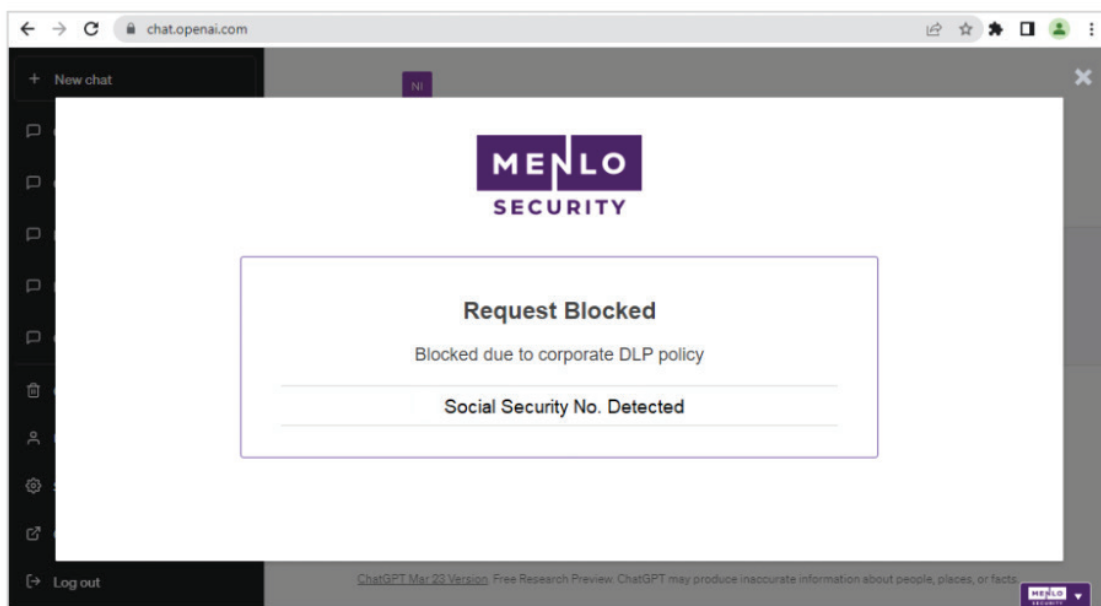 chat.openai.com
+ New chat
NI
MENLO
SECURITY
Request Blocked
Blocked due to corporate DLP policy
Social Security No. Detected
Log out
ChatGPT Mar 23 Version. Free Research Preview. ChatGPT may produce inaccurate information about people, places, or facts.
MENLO
SECURITY